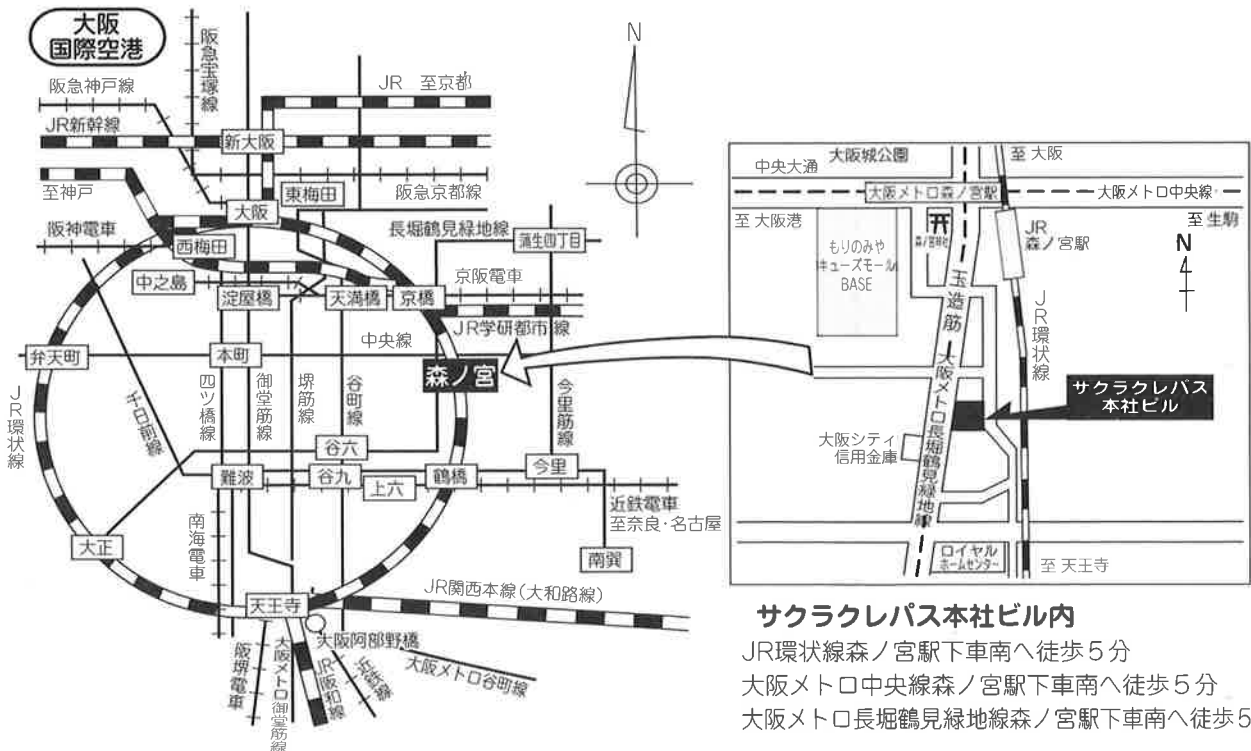 大阪
国際空港
阪急宝塚線
阪急神戸線
JR 至京都
JR新幹線
新大阪
至神戸
東梅田
阪急京都線
大阪
長堀鶴見緑地線
阪神電車
西梅田
蒲生四丁目
中之島
淀屋橋
天満橋
京橋
京阪電車
JR学研都市線
中央線
弁天町
本町
森ノ宮
JR環状線
千日前線
四ツ橋線
御堂筋線
堺筋線
谷町線
今里筋線
谷六
難波
谷九
上六
鶴橋
今里
近鉄電車
至奈良・名古屋
南海電車
大正
南巽
天王寺
JR関西本線(大和路線)
大阪阿部野橋
阪堺電車
大阪メトロ御堂筋線
JR阪和線
近鉄線
大阪メトロ谷町線
N
大阪城公園
至 大阪
中央大通
大阪メトロ森ノ宮駅
大阪メトロ中央線
至 大阪港
至 生駒
森ノ宮神社
JR
森ノ宮駅
N
もりのみや
キューズモール
BASE
玉造筋
JR環状線
大阪メトロ長堀鶴見緑地線
サクラクレパス
本社ビル
大阪シティ
信用金庫
ロイヤル
ホームセンター
至 天王寺
サクラクレパス本社ビル内
JR環状線森ノ宮駅下車南へ徒歩5分
大阪メトロ中央線森ノ宮駅下車南へ徒歩5分
大阪メトロ長堀鶴見緑地線森ノ宮駅下車南へ徒歩5